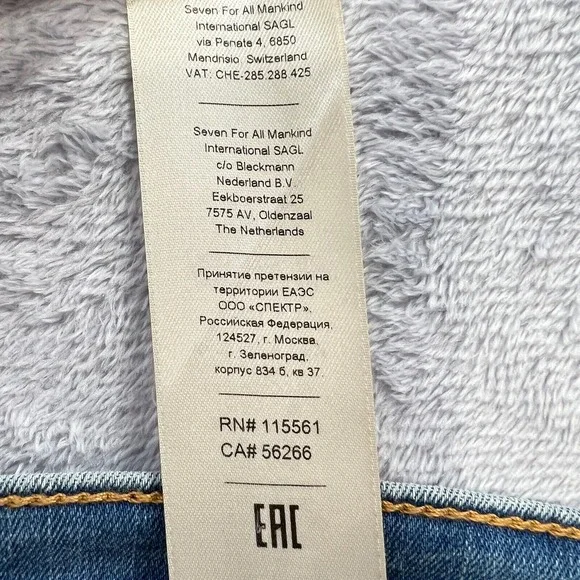 Seven For All Mankind
International SAGL
via Penate 4, 6850
Mendrisio, Switzerland
VAT: CHE-285.288.425
Seven For All Mankind
International SAGL
c/o Bleckmann
Nederland B.V.
Eekboerstraat 25
7575 AV, Oldenzaal
The Netherlands
Принятие претензии на
территории ЕАЭС
ООО «СПЕКТР»,
Российская Федерация,
124527, г. Москва,
г. Зеленоград,
корпус 834 б, кв 37.
RN# 115561
CA# 56266
EAC